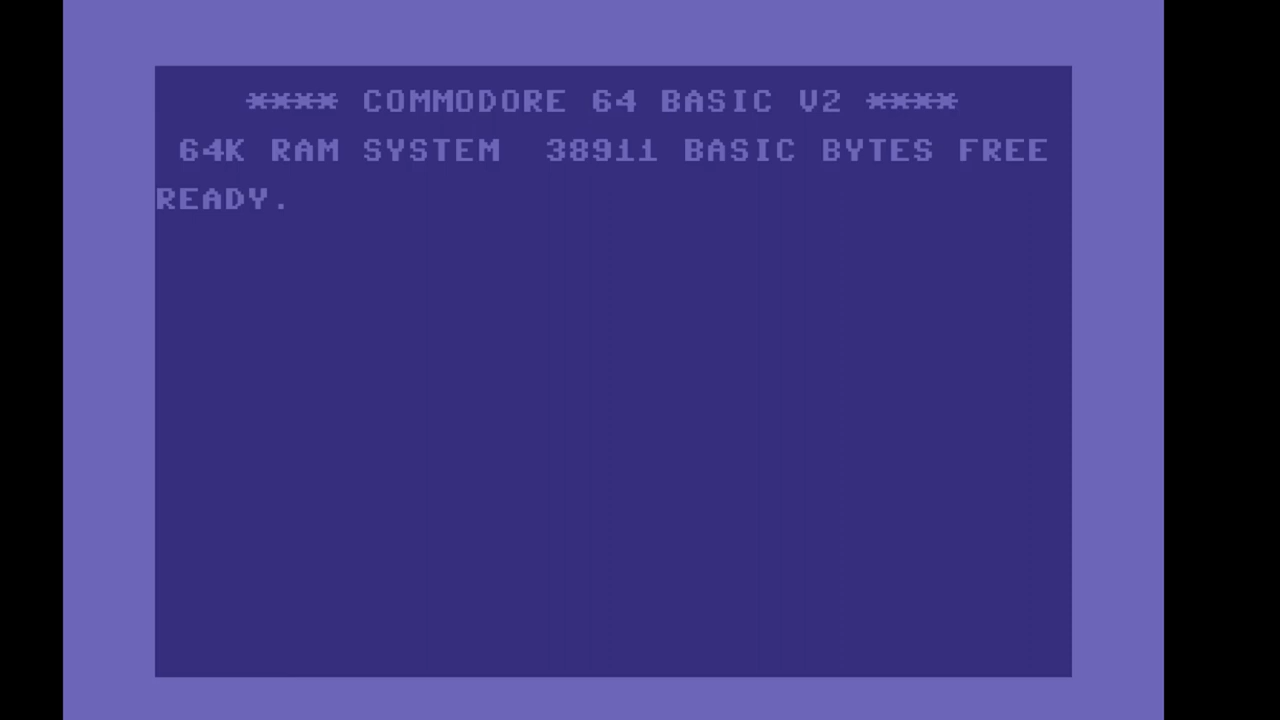 **** COMMODORE 64 BASIC V2 ****
64K RAM SYSTEM  38911 BASIC BYTES FREE
READY.